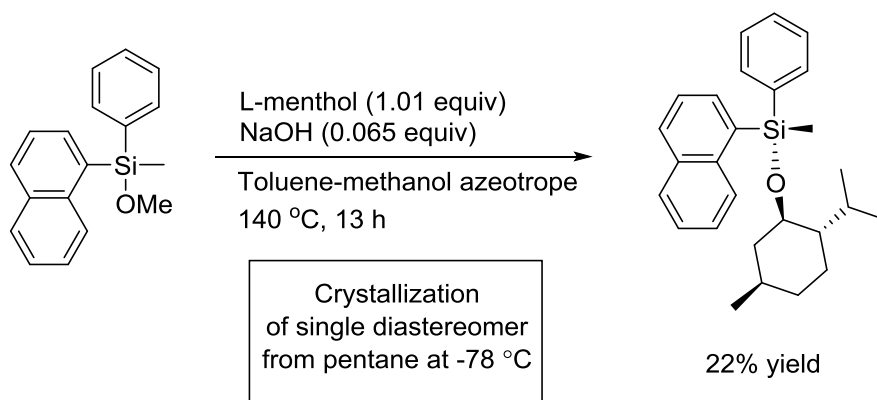 Si
OMe
L-menthol (1.01 equiv)
NaOH (0.065 equiv)
Toluene-methanol azeotrope
140 °C, 13 h
Crystallization
of single diastereomer
from pentane at -78 °C
Si
O
22% yield